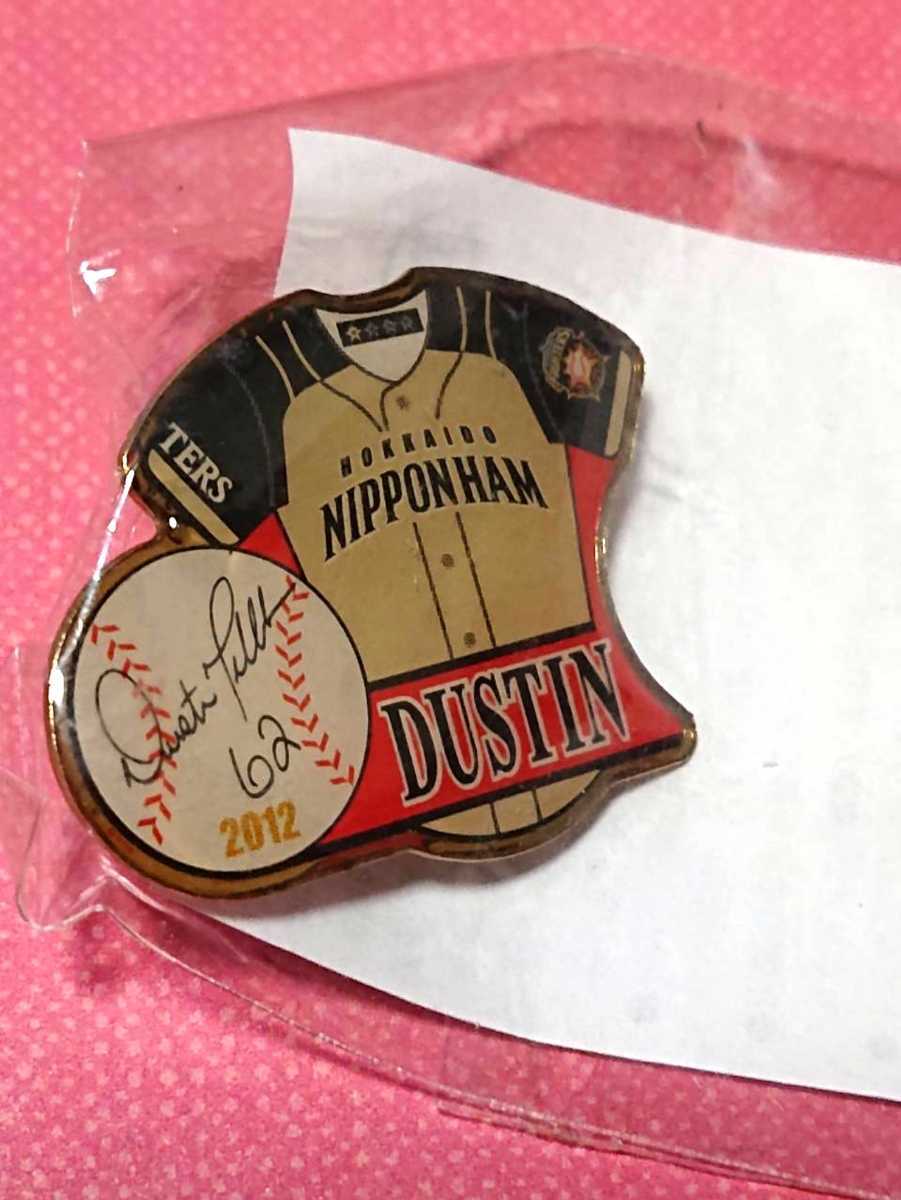 TERS
HOKKAIDO
NIPPONHAM
DUSTIN
62
2012